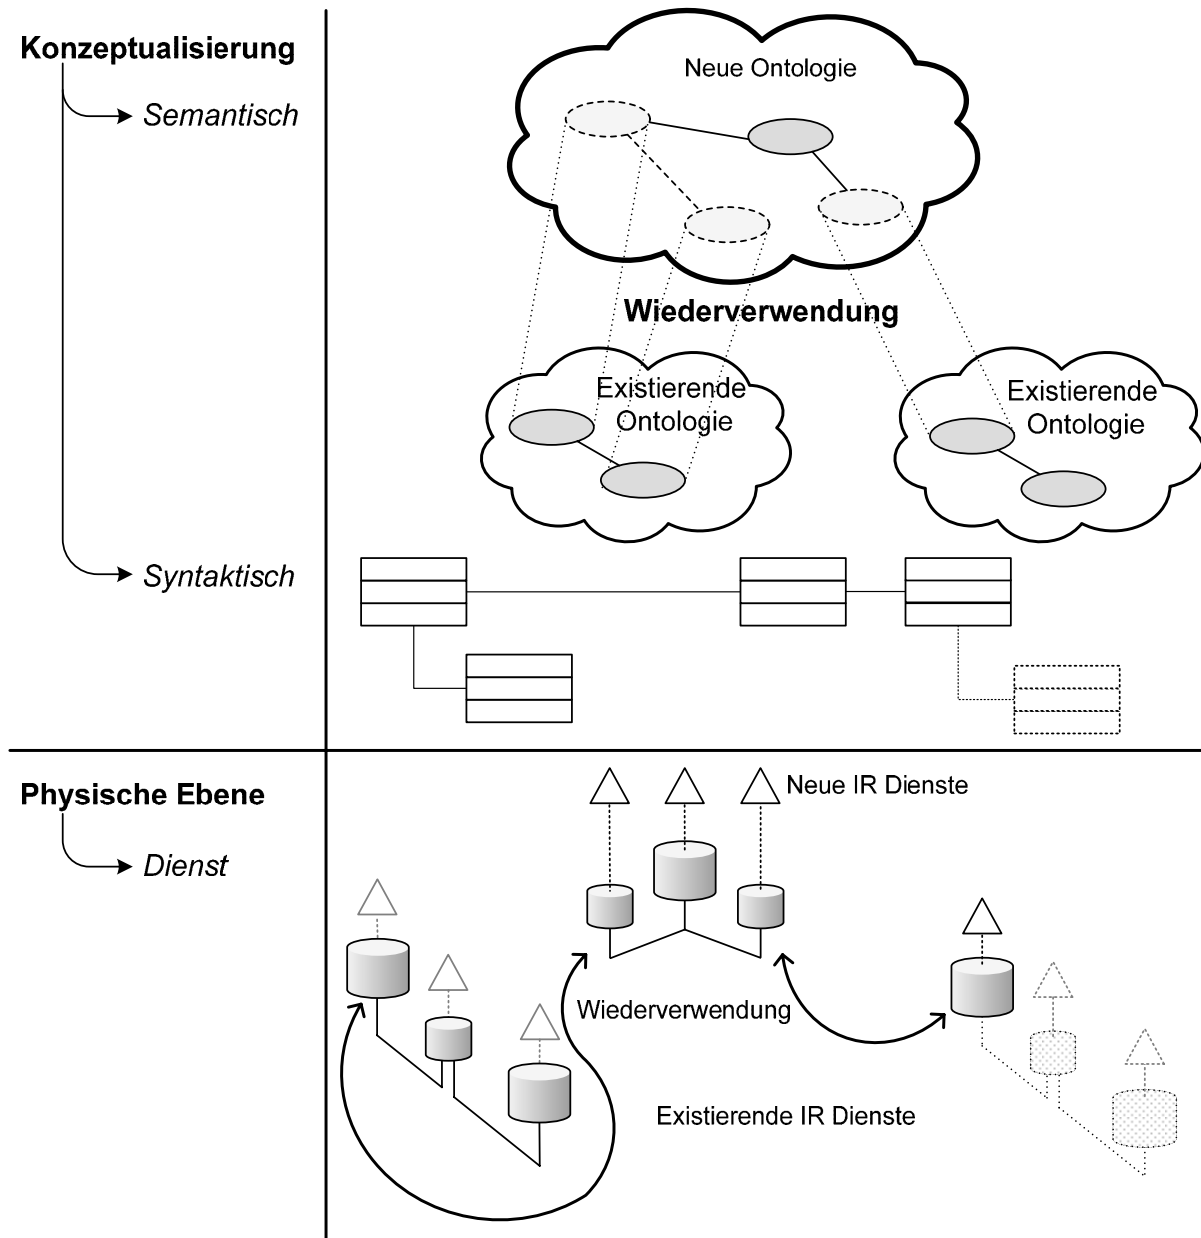 Konzeptualisierung
Semantisch
Neue Ontologie
Wiederverwendung
Existierende
Ontologie
Existierende
Ontologie
Syntaktisch
Physische Ebene
Dienst
Neue IR Dienste
Wiederverwendung
Existierende IR Dienste